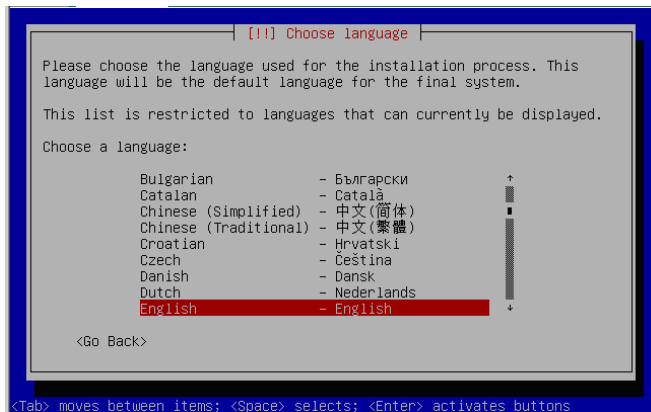 [!!] Choose language
Please choose the language used for the installation process. This
language will be the default language for the final system.
This list is restricted to languages that can currently be displayed.
Choose a language:
Bulgarian - Български
Catalan - Català
Chinese (Simplified) - 中文(简体)
Chinese (Traditional) - 中文(繁體)
Croatian - Hrvatski
Czech - Čeština
Danish - Dansk
Dutch - Nederlands
English - English
<Go Back>
<Tab> moves between items; <Space> selects; <Enter> activates buttons